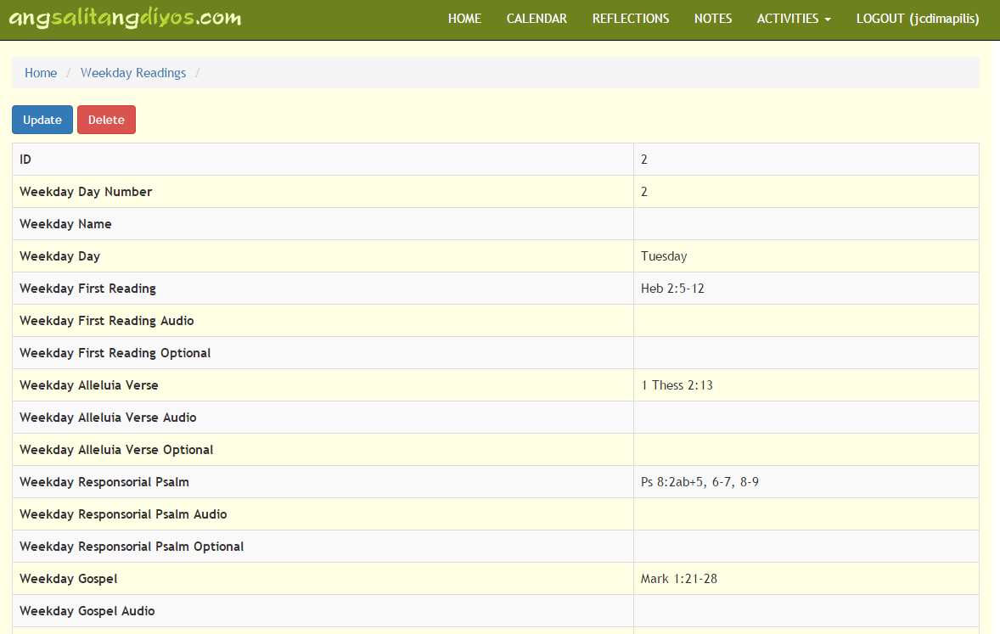 angsalitangdiyos.com HOME CALENDAR REFLECTIONS NOTES ACTIVITIES LOGOUT (jcdimapilis)
Home / Weekday Readings /
Update Delete
ID 2
Weekday Day Number 2
Weekday Name
Weekday Day Tuesday
Weekday First Reading Heb 2:5-12
Weekday First Reading Audio
Weekday First Reading Optional
Weekday Alleluia Verse 1 Thess 2:13
Weekday Alleluia Verse Audio
Weekday Alleluia Verse Optional
Weekday Responsorial Psalm Ps 8:2ab+5, 6-7, 8-9
Weekday Responsorial Psalm Audio
Weekday Responsorial Psalm Optional
Weekday Gospel Mark 1:21-28
Weekday Gospel Audio